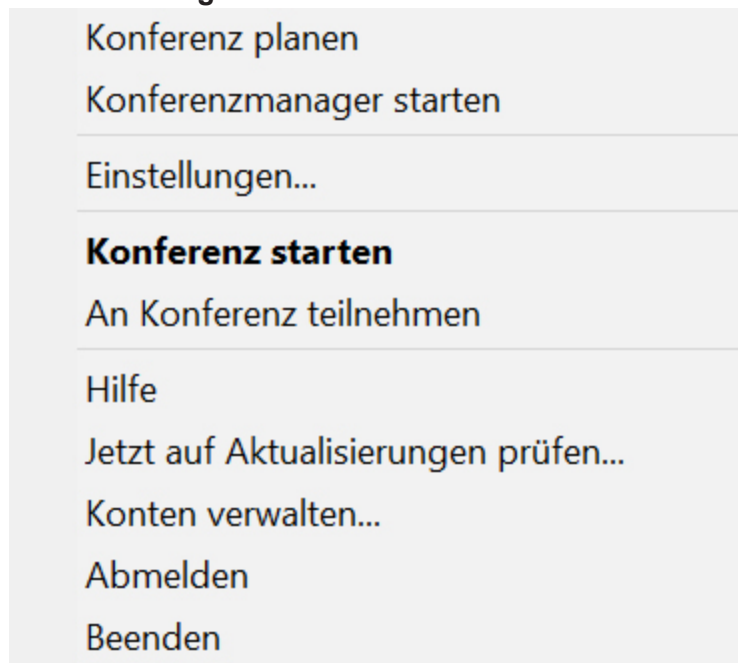 Konferenz planen
Konferenzmanager starten
Einstellungen...
Konferenz starten
An Konferenz teilnehmen
Hilfe
Jetzt auf Aktualisierungen prüfen...
Konten verwalten...
Abmelden
Beenden